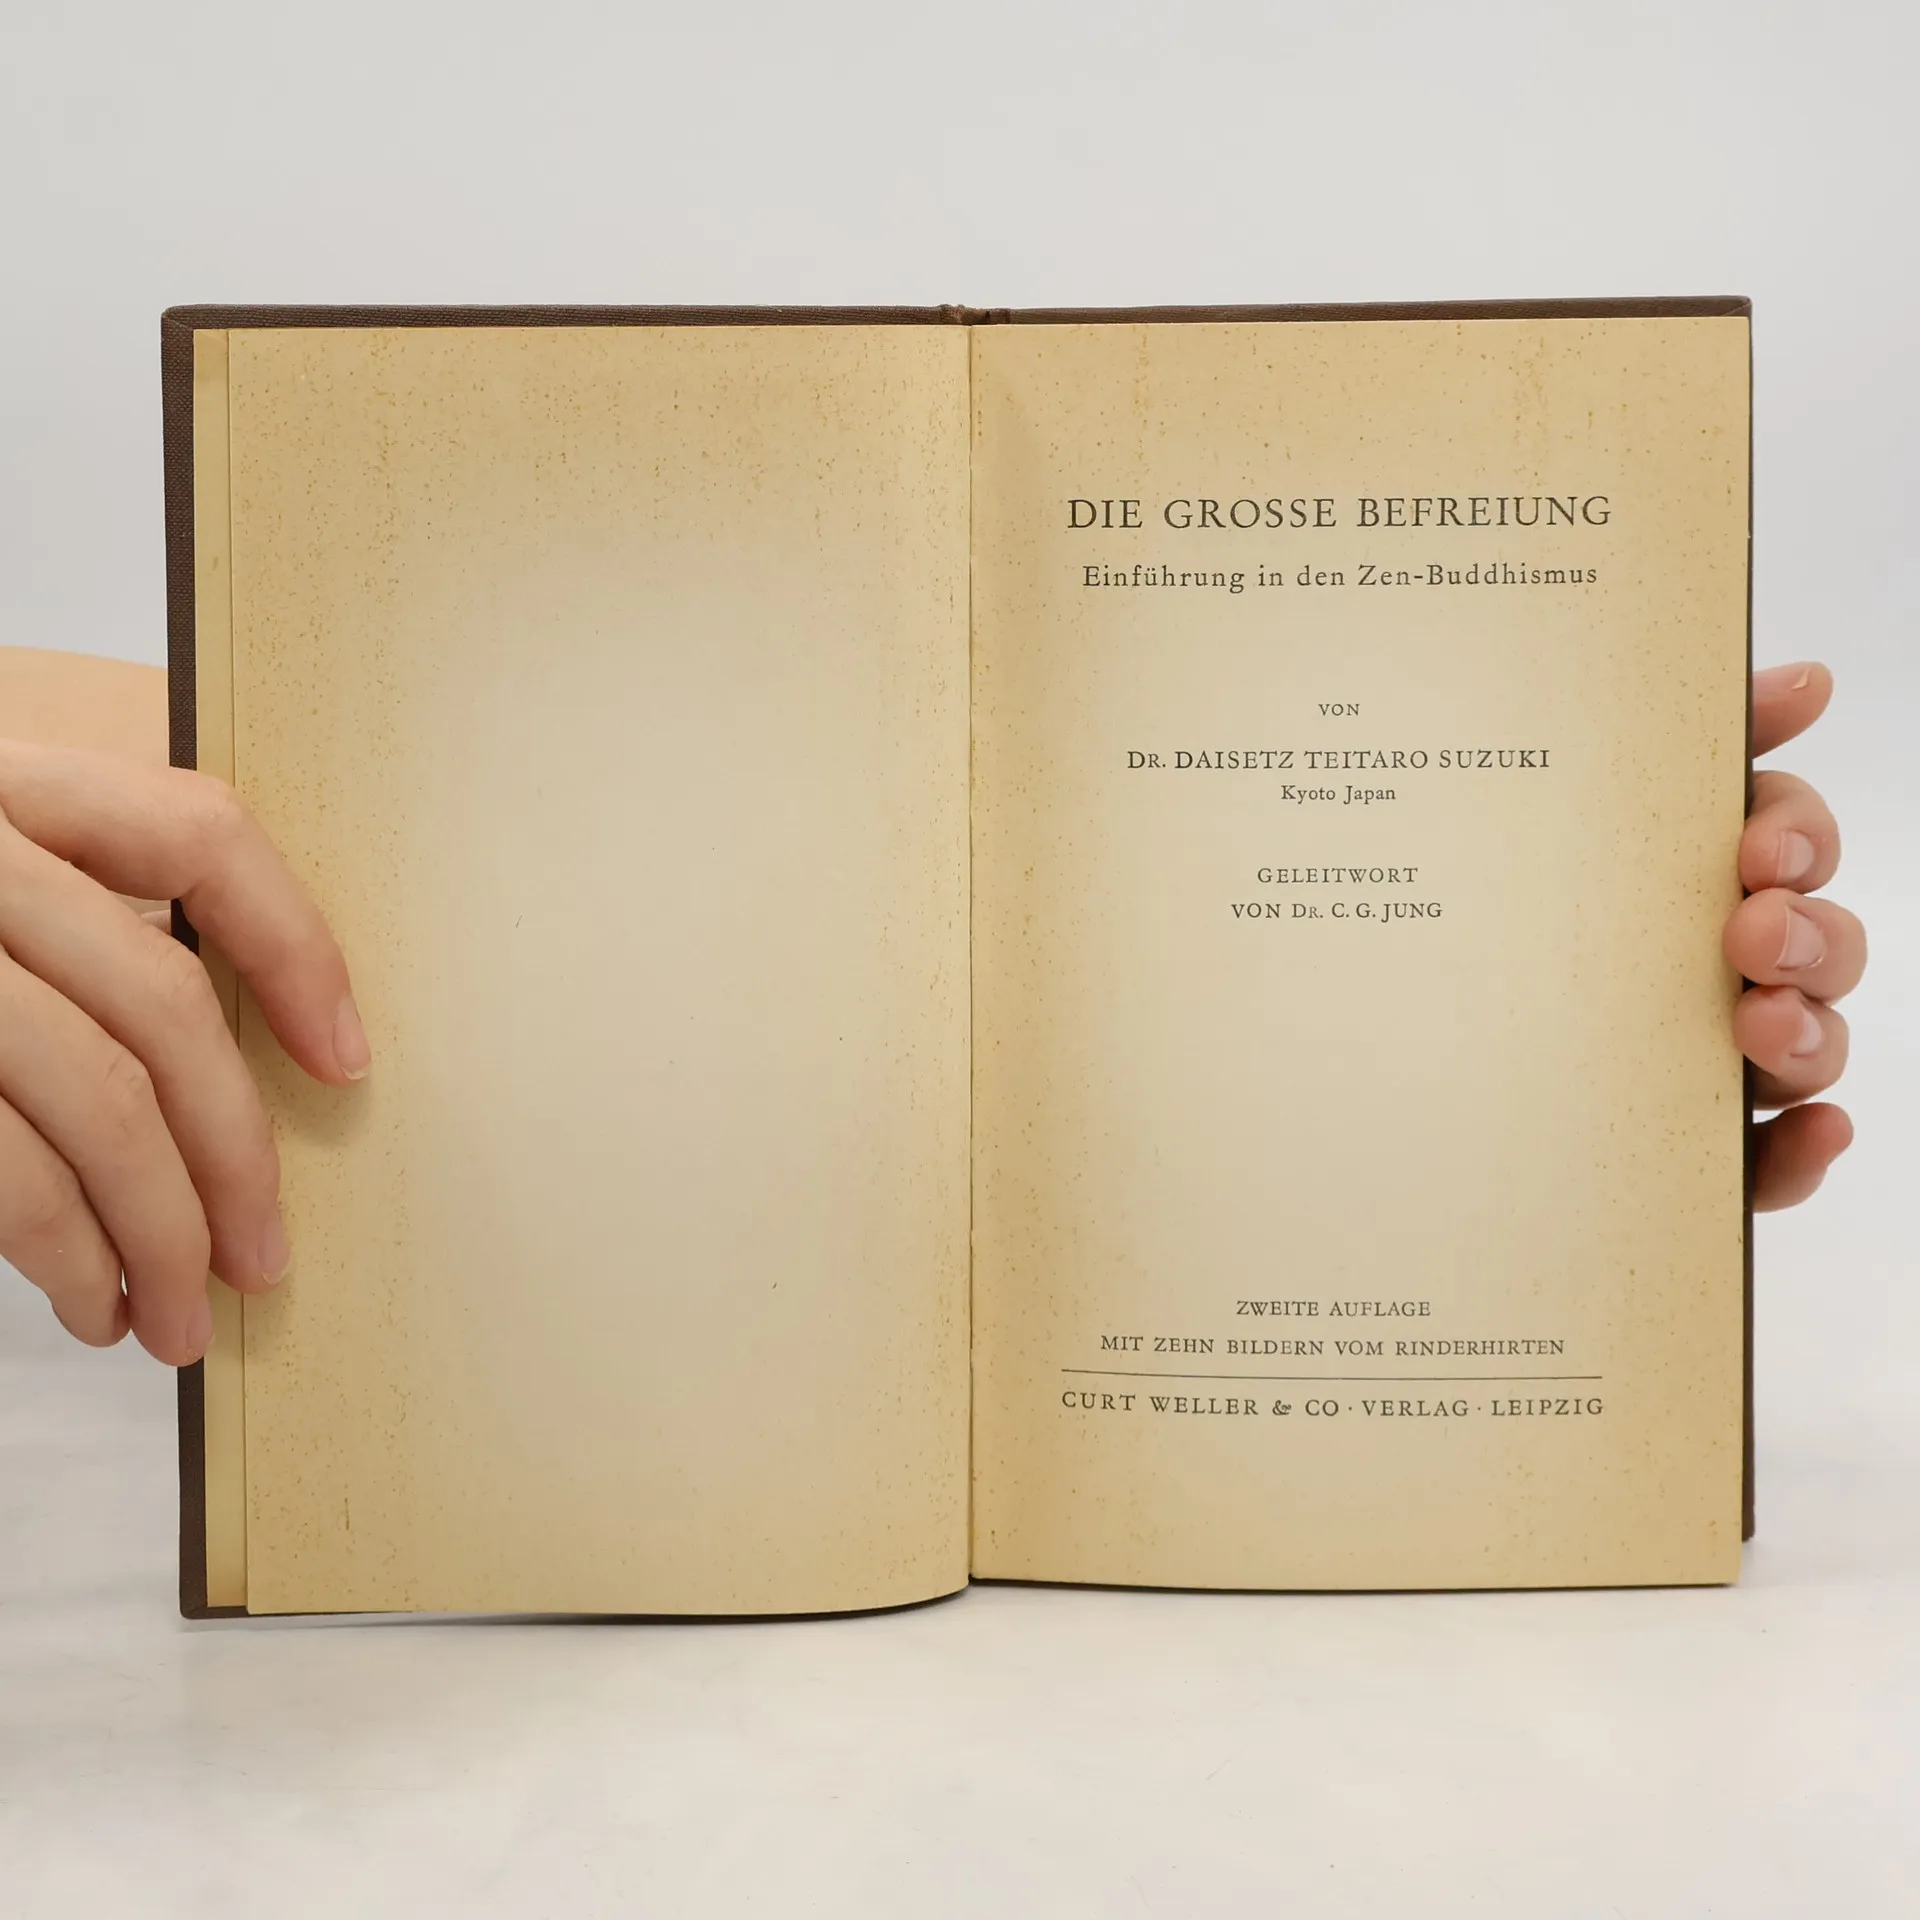 DIE GROSSE BEFREIUNG
Einführung in den Zen-Buddhismus
VON
DR. DAISETZ TEITARO SUZUKI
Kyoto Japan
GELEITWORT
VON DR. C. G. JUNG
ZWEITE AUFLAGE
MIT ZEHN BILDERN VOM RINDERHIRTEN
CURT WELLER & CO · VERLAG · LEIPZIG